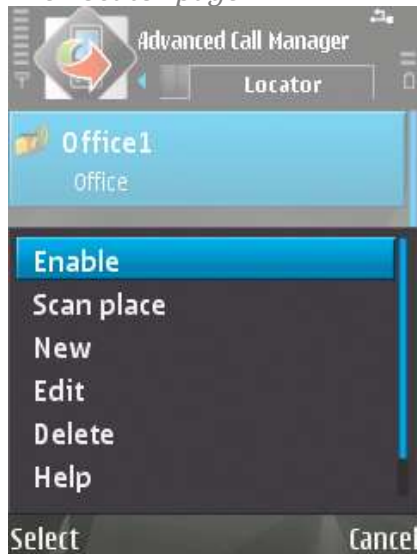 Advanced Call Manager
Locator
Office1
Office
Enable
Scan place
New
Edit
Delete
Help
Select
Cancel